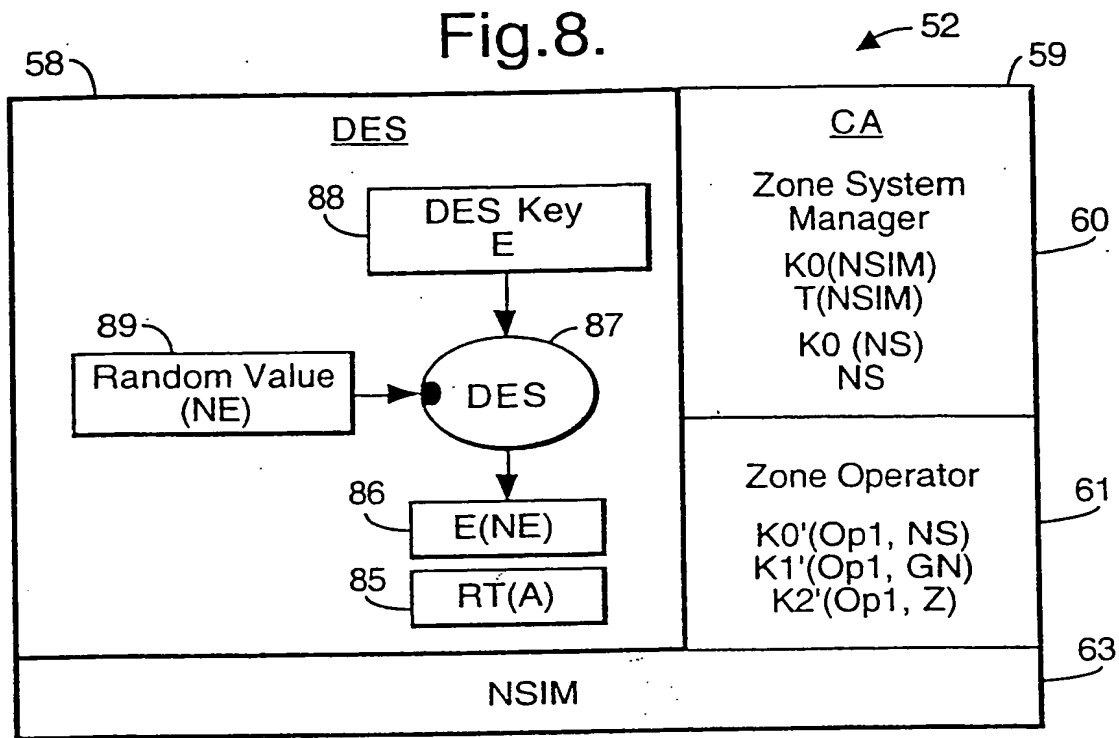 Fig.8.
52
58
59
DES
88
DES Key
E
89
87
Random Value
(NE)
DES
86
E(NE)
85
RT(A)
CA
Zone System
Manager
60
K0(NSIM)
T(NSIM)
K0 (NS)
NS
Zone Operator
61
K0'(Op1, NS)
K1'(Op1, GN)
K2'(Op1, Z)
63
NSIM